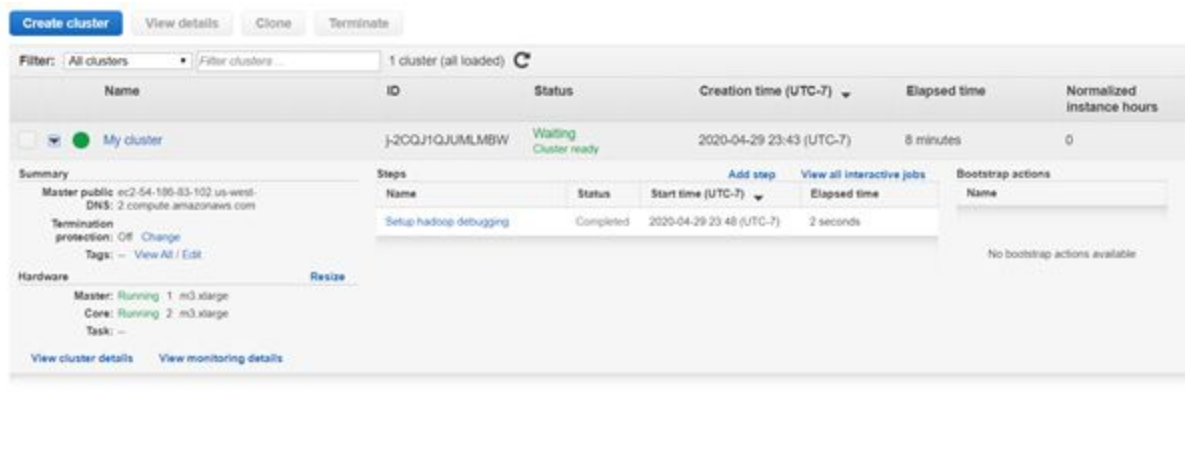 Create cluster View details Clone Terminate
Filter: All clusters Filter clusters ... 1 cluster (all loaded)
Name ID Status Creation time (UTC-7) Elapsed time Normalized instance hours
My cluster j-2CQJ1QJUMLMBW Waiting Cluster ready 2020-04-29 23:43 (UTC-7) 8 minutes 0
Summary
Master public DNS: ec2-54-186-83-102.us-west-2.compute.amazonaws.com
Termination protection: Off Change
Tags: -- View All / Edit
Hardware Resize
Master: Running 1 m3.xlarge
Core: Running 2 m3.xlarge
Task: --
View cluster details View monitoring details
Steps Add step View all interactive jobs
Name Status Start time (UTC-7) Elapsed time
Setup hadoop debugging Completed 2020-04-29 23:48 (UTC-7) 2 seconds
Bootstrap actions
Name
No bootstrap actions available